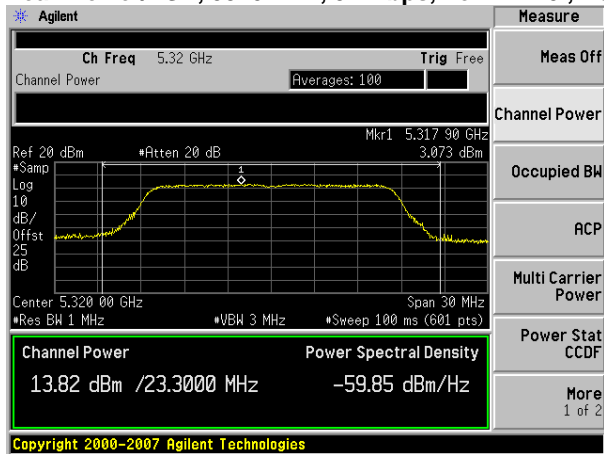 Agilent
Measure
Ch Freq 5.32 GHz Trig Free
Channel Power Averages: 100
Mkr1 5.317 90 GHz
Ref 20 dBm #Atten 20 dB 3.073 dBm
#Samp
Log
10
dB/
Offst
25
dB
1
Center 5.320 00 GHz Span 30 MHz
#Res BW 1 MHz #VBW 3 MHz #Sweep 100 ms (601 pts)
Channel Power Power Spectral Density
13.82 dBm /23.3000 MHz -59.85 dBm/Hz
Copyright 2000-2007 Agilent Technologies
Meas Off
Channel Power
Occupied BW
ACP
Multi Carrier
Power
Power Stat
CCDF
More
1 of 2